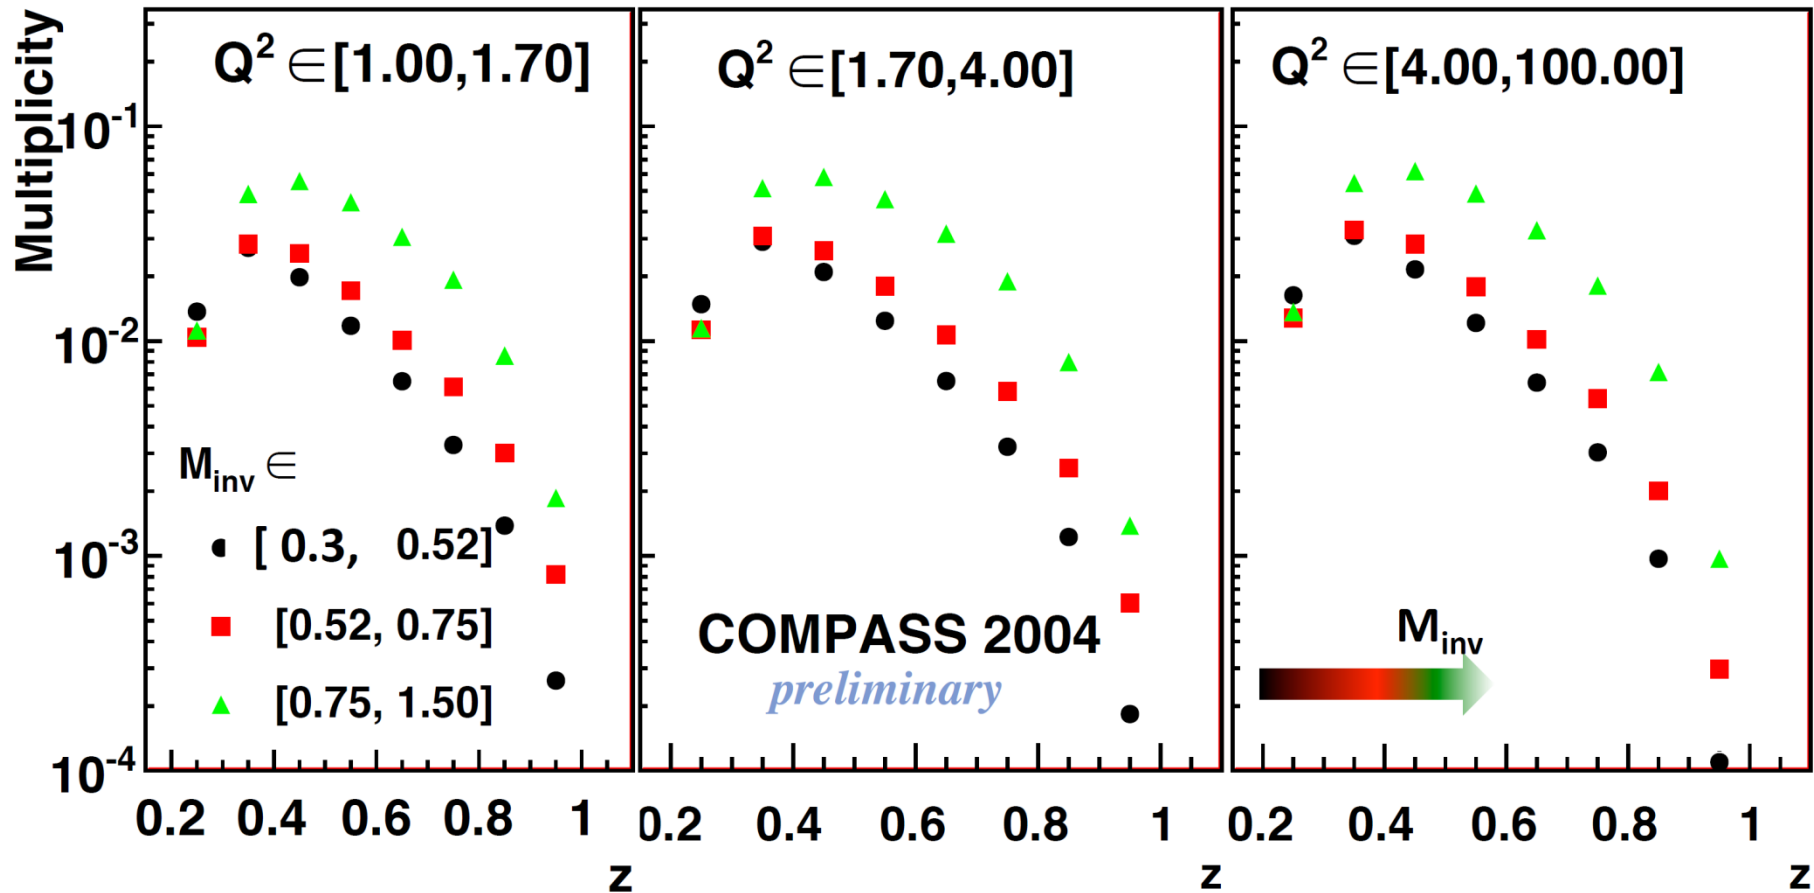 Multiplicity
Q² ∈[1.00,1.70]
Q² ∈[1.70,4.00]
Q² ∈[4.00,100.00]
10⁻¹
10⁻²
10⁻³
10⁻⁴
M_inv ∈
[ 0.3, 0.52]
[0.52, 0.75]
[0.75, 1.50]
COMPASS 2004
preliminary
M_inv
0.2 0.4 0.6 0.8 1
0.2 0.4 0.6 0.8 1
0.2 0.4 0.6 0.8 1
z
z
z